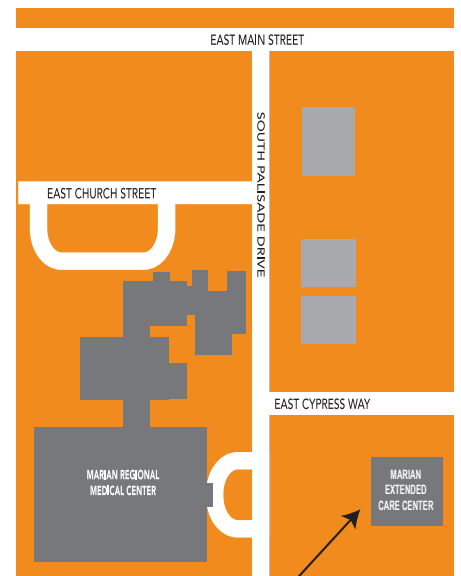 EAST MAIN STREET
SOUTH PALISADE DRIVE
EAST CHURCH STREET
EAST CYPRESS WAY
MARIAN REGIONAL
MEDICAL CENTER
MARIAN
EXTENDED
CARE CENTER